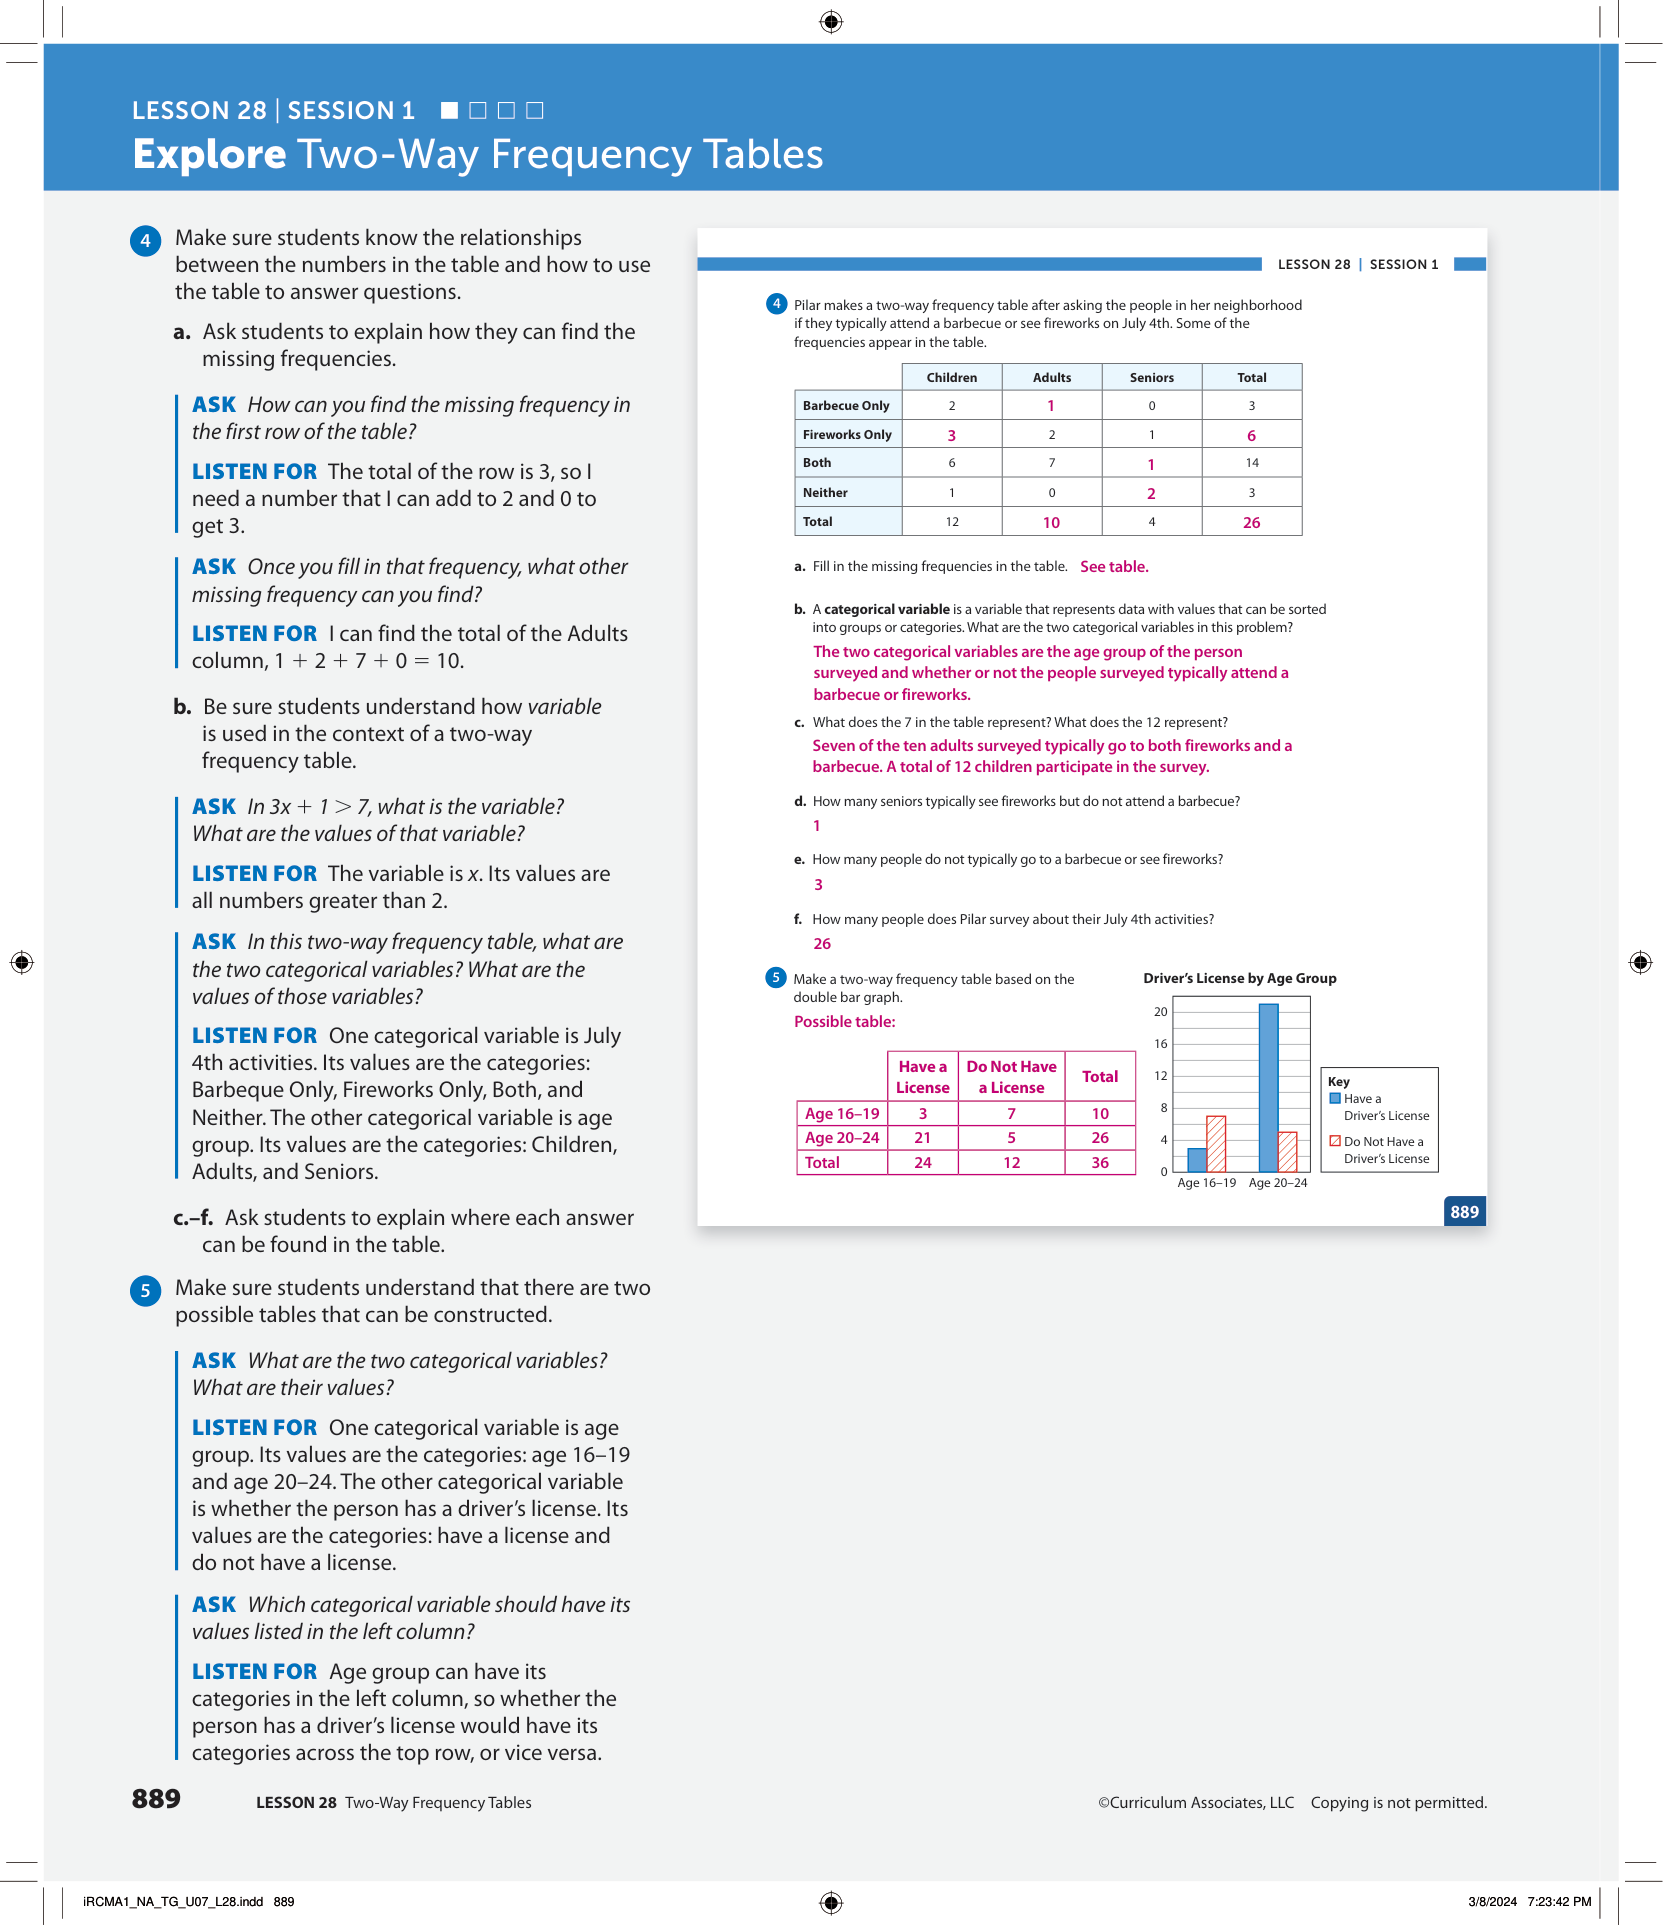 LESSON 28 | SESSION 1
Explore Two-Way Frequency Tables
4 Make sure students know the relationships
between the numbers in the table and how to use
the table to answer questions.
a. Ask students to explain how they can find the
missing frequencies.
ASK How can you find the missing frequency in
the first row of the table?
LISTEN FOR The total of the row is 3, so I
need a number that I can add to 2 and 0 to
get 3.
ASK Once you fill in that frequency, what other
missing frequency can you find?
LISTEN FOR I can find the total of the Adults
column, 1 + 2 + 7 + 0 = 10.
b. Be sure students understand how variable
is used in the context of a two-way
frequency table.
ASK In 3x + 1 > 7, what is the variable?
What are the values of that variable?
LISTEN FOR The variable is x. Its values are
all numbers greater than 2.
ASK In this two-way frequency table, what are
the two categorical variables? What are the
values of those variables?
LISTEN FOR One categorical variable is July
4th activities. Its values are the categories:
Barbeque Only, Fireworks Only, Both, and
Neither. The other categorical variable is age
group. Its values are the categories: Children,
Adults, and Seniors.
c.–f. Ask students to explain where each answer
can be found in the table.
5 Make sure students understand that there are two
possible tables that can be constructed.
ASK What are the two categorical variables?
What are their values?
LISTEN FOR One categorical variable is age
group. Its values are the categories: age 16–19
and age 20–24. The other categorical variable
is whether the person has a driver's license. Its
values are the categories: have a license and
do not have a license.
ASK Which categorical variable should have its
values listed in the left column?
LISTEN FOR Age group can have its
categories in the left column, so whether the
person has a driver's license would have its
categories across the top row, or vice versa.
LESSON 28 | SESSION 1
4 Pilar makes a two-way frequency table after asking the people in her neighborhood
if they typically attend a barbecue or see fireworks on July 4th. Some of the
frequencies appear in the table.
Children Adults Seniors Total
Barbecue Only 2 1 0 3
Fireworks Only 3 2 1 6
Both 6 7 1 14
Neither 1 0 2 3
Total 12 10 4 26
a. Fill in the missing frequencies in the table. See table.
b. A categorical variable is a variable that represents data with values that can be sorted
into groups or categories. What are the two categorical variables in this problem?
The two categorical variables are the age group of the person
surveyed and whether or not the people surveyed typically attend a
barbecue or fireworks.
c. What does the 7 in the table represent? What does the 12 represent?
Seven of the ten adults surveyed typically go to both fireworks and a
barbecue. A total of 12 children participate in the survey.
d. How many seniors typically see fireworks but do not attend a barbecue?
1
e. How many people do not typically go to a barbecue or see fireworks?
3
f. How many people does Pilar survey about their July 4th activities?
26
5 Make a two-way frequency table based on the
double bar graph.
Possible table:
Have a License Do Not Have a License Total
Age 16–19 3 7 10
Age 20–24 21 5 26
Total 24 12 36
Driver's License by Age Group
20
16
12
8
4
0
Age 16–19 Age 20–24
Key
Have a
Driver's License
Do Not Have a
Driver's License
889
889 LESSON 28 Two-Way Frequency Tables
©Curriculum Associates, LLC Copying is not permitted.
iRCMA1_NA_TG_U07_L28.indd 889
3/8/2024 7:23:42 PM